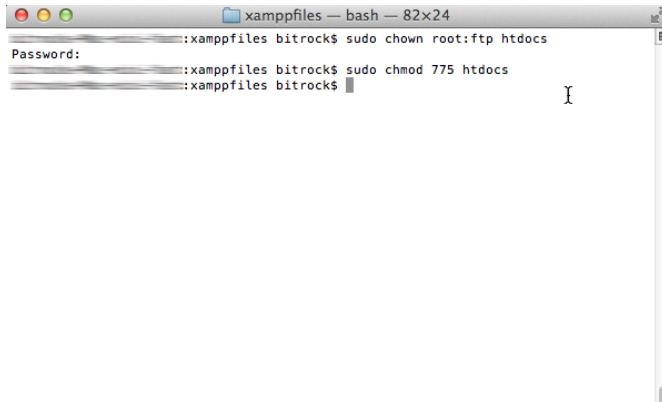 xamppfiles — bash — 82×24
:xamppfiles bitrock$ sudo chown root:ftp htdocs
Password:
:xamppfiles bitrock$ sudo chmod 775 htdocs
:xamppfiles bitrock$